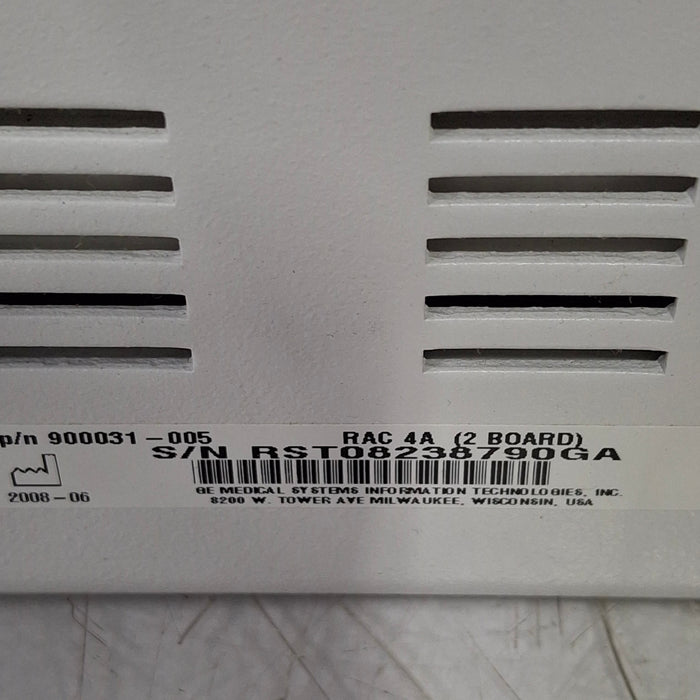 p/n 900031-005 RAC 4A (2 BOARD)
S/N RST08238790GA
2008-06
GE MEDICAL SYSTEMS INFORMATION TECHNOLOGIES, INC.
8200 W. TOWER AVE MILWAUKEE, WISCONSIN, USA